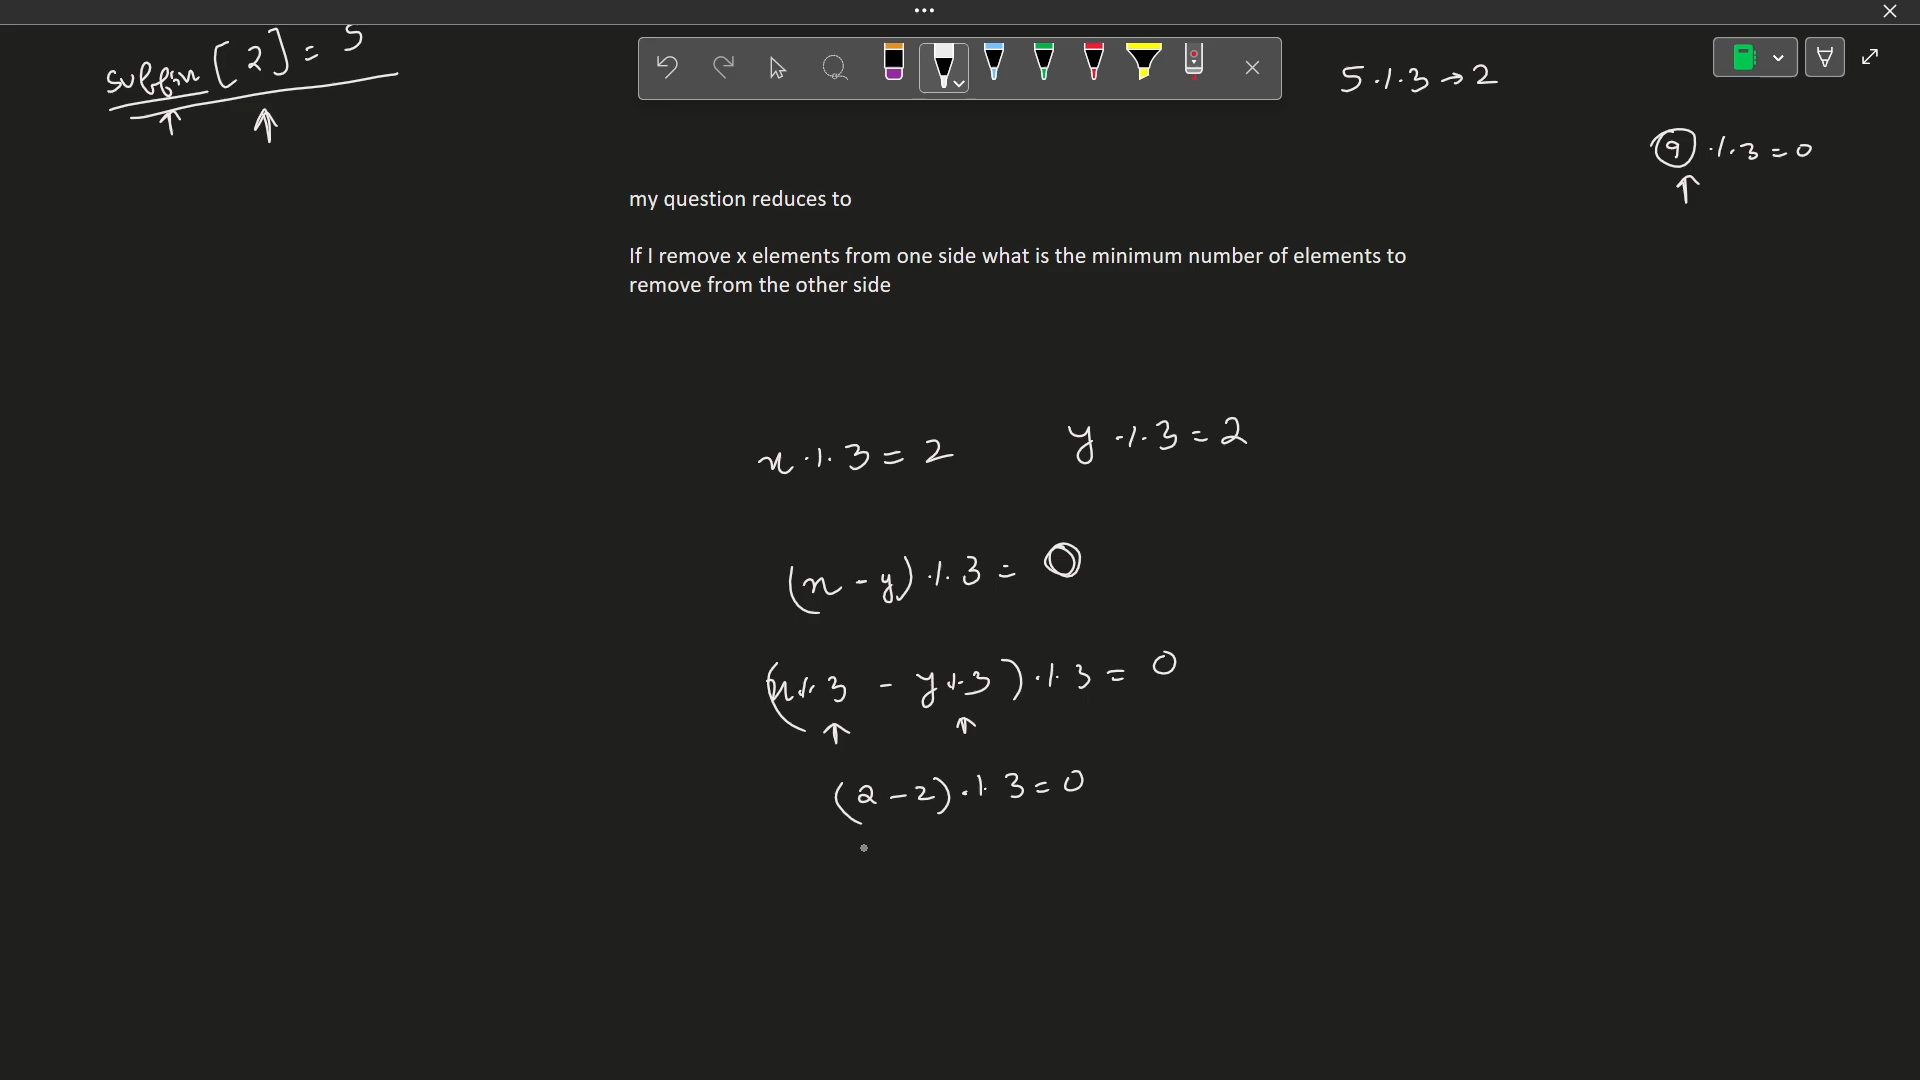 suffix [2] = 5
5 % 3 → 2
9 % 3 = 0
my question reduces to
If I remove x elements from one side what is the minimum number of elements to
remove from the other side
x % 3 = 2
y % 3 = 2
(x - y) % 3 = 0
(x % 3 - y % 3) % 3 = 0
(2 - 2) % 3 = 0